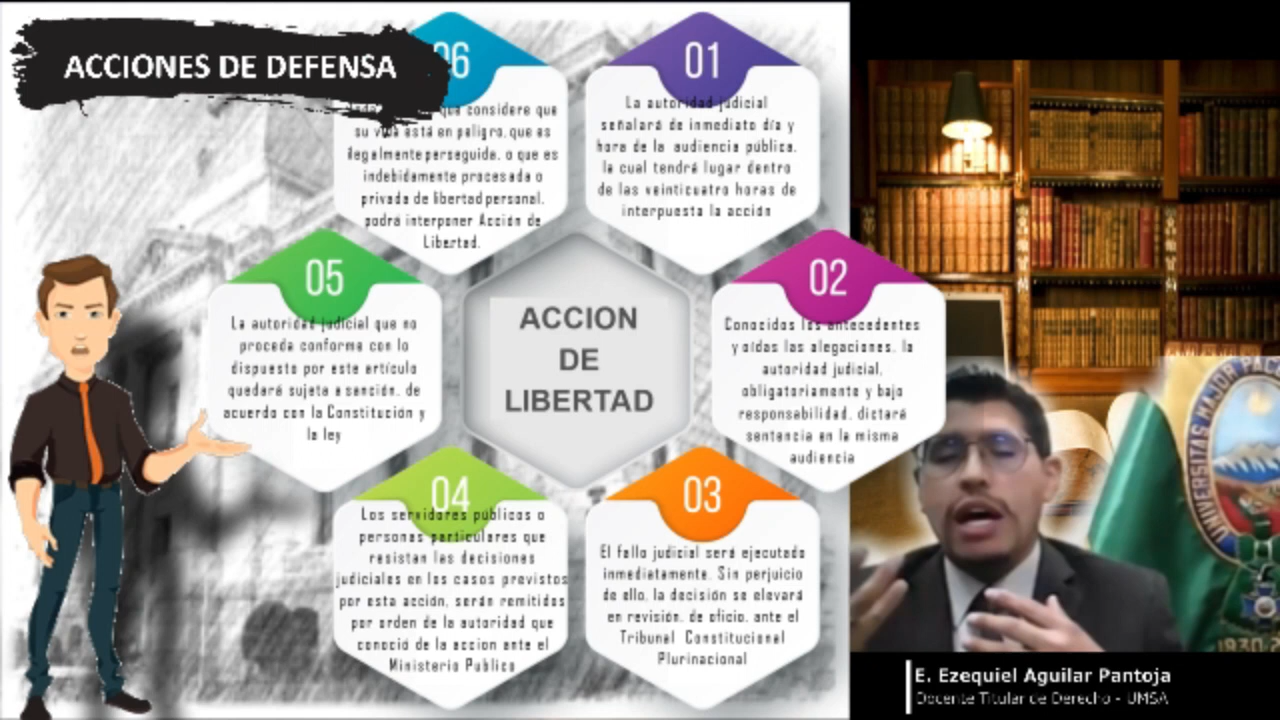 ACCIONES DE DEFENSA
06
que considere que
su vida está en peligro, que es
ilegalmente perseguida, o que es
indebidamente procesada o
privada de libertad personal,
podrá interponer Acción de
Libertad.
01
La autoridad judicial
señalará de inmediato día y
hora de la audiencia pública,
la cual tendrá lugar dentro
de las veinticuatro horas de
interpuesta la acción
05
La autoridad judicial que no
proceda conforme con lo
dispuesto por este artículo
quedará sujeta a sanción, de
acuerdo con la Constitución y
la ley
ACCION
DE
LIBERTAD
02
Conocidos los antecedentes
y oídas las alegaciones, la
autoridad judicial,
obligatoriamente y bajo
responsabilidad, dictará
sentencia en la misma
audiencia
04
Los servidores públicos o
personas particulares que
resistan las decisiones
judiciales en los casos previstos
por esta acción, serán remitidos
por orden de la autoridad que
conoció de la accion ante el
Ministerio Publico
03
El fallo judicial será ejecutado
inmediatamente. Sin perjuicio
de ello, la decisión se elevará
en revisión, de oficio, ante el
Tribunal Constitucional
Plurinacional
UNIVERSITAS MAJOR PAC
1830-2
E. Ezequiel Aguilar Pantoja
Docente Titular de Derecho - UMSA